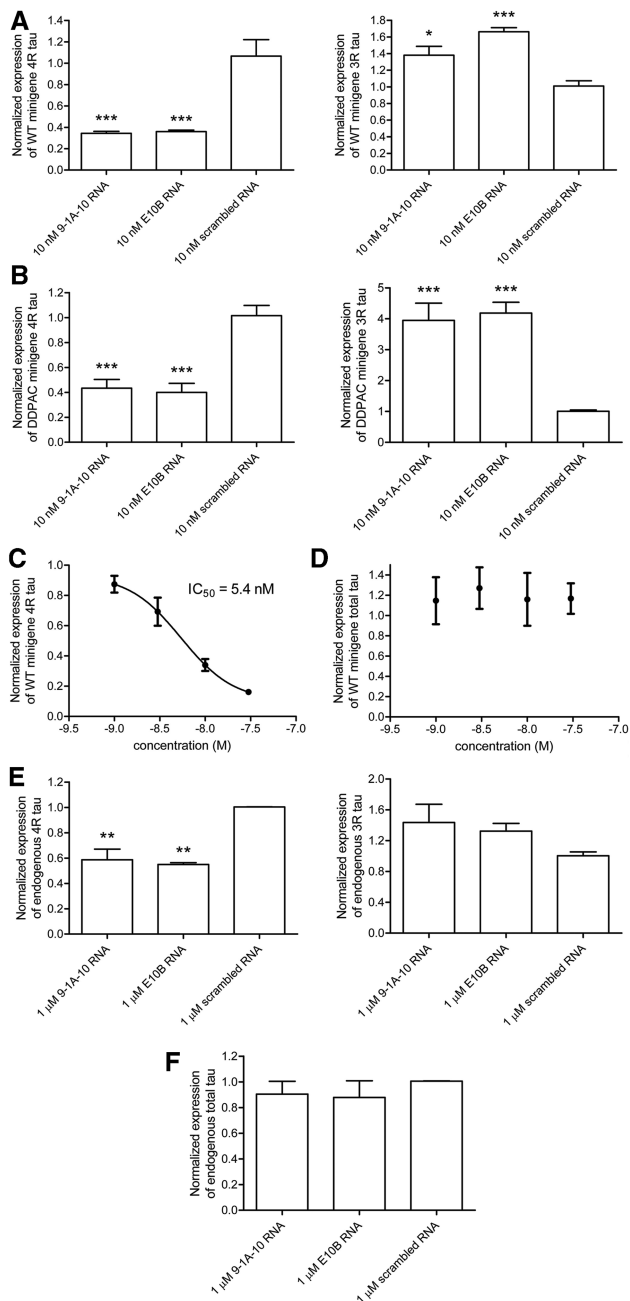 A
Normalized expression
of WT minigene 4R tau
1.4
1.2
1.0
0.8
0.6
0.4
0.2
0.0
***
***
10 nM 9-1A-10 RNA
10 nM E10B RNA
10 nM scrambled RNA
Normalized expression
of WT minigene 3R tau
1.8
1.6
1.4
1.2
1.0
0.8
0.6
0.4
0.2
0.0
*
***
10 nM 9-1A-10 RNA
10 nM E10B RNA
10 nM scrambled RNA
B
Normalized expression
of DDPAC minigene 4R tau
1.2
1.0
0.8
0.6
0.4
0.2
0.0
***
***
10 nM 9-1A-10 RNA
10 nM E10B RNA
10 nM scrambled RNA
Normalized expression
of DDPAC minigene 3R tau
5
4
3
2
1
0
***
***
10 nM 9-1A-10 RNA
10 nM E10B RNA
10 nM scrambled RNA
C
Normalized expression
of WT minigene 4R tau
1.0
0.8
0.6
0.4
0.2
0.0
IC50 = 5.4 nM
-9.5 -9.0 -8.5 -8.0 -7.5 -7.0
concentration (M)
D
Normalized expression
of WT minigene total tau
1.4
1.2
1.0
0.8
0.6
0.4
0.2
0.0
-9.5 -9.0 -8.5 -8.0 -7.5 -7.0
concentration (M)
E
Normalized expression
of endogenous 4R tau
1.2
1.0
0.8
0.6
0.4
0.2
0.0
**
**
1 µM 9-1A-10 RNA
1 µM E10B RNA
1 µM scrambled RNA
Normalized expression
of endogenous 3R tau
1.6
1.2
0.8
0.0
1 µM 9-1A-10 RNA
1 µM E10B RNA
1 µM scrambled RNA
F
Normalized expression
of endogenous total tau
1.2
1.0
0.8
0.6
0.4
0.2
0.0
1 µM 9-1A-10 RNA
1 µM E10B RNA
1 µM scrambled RNA